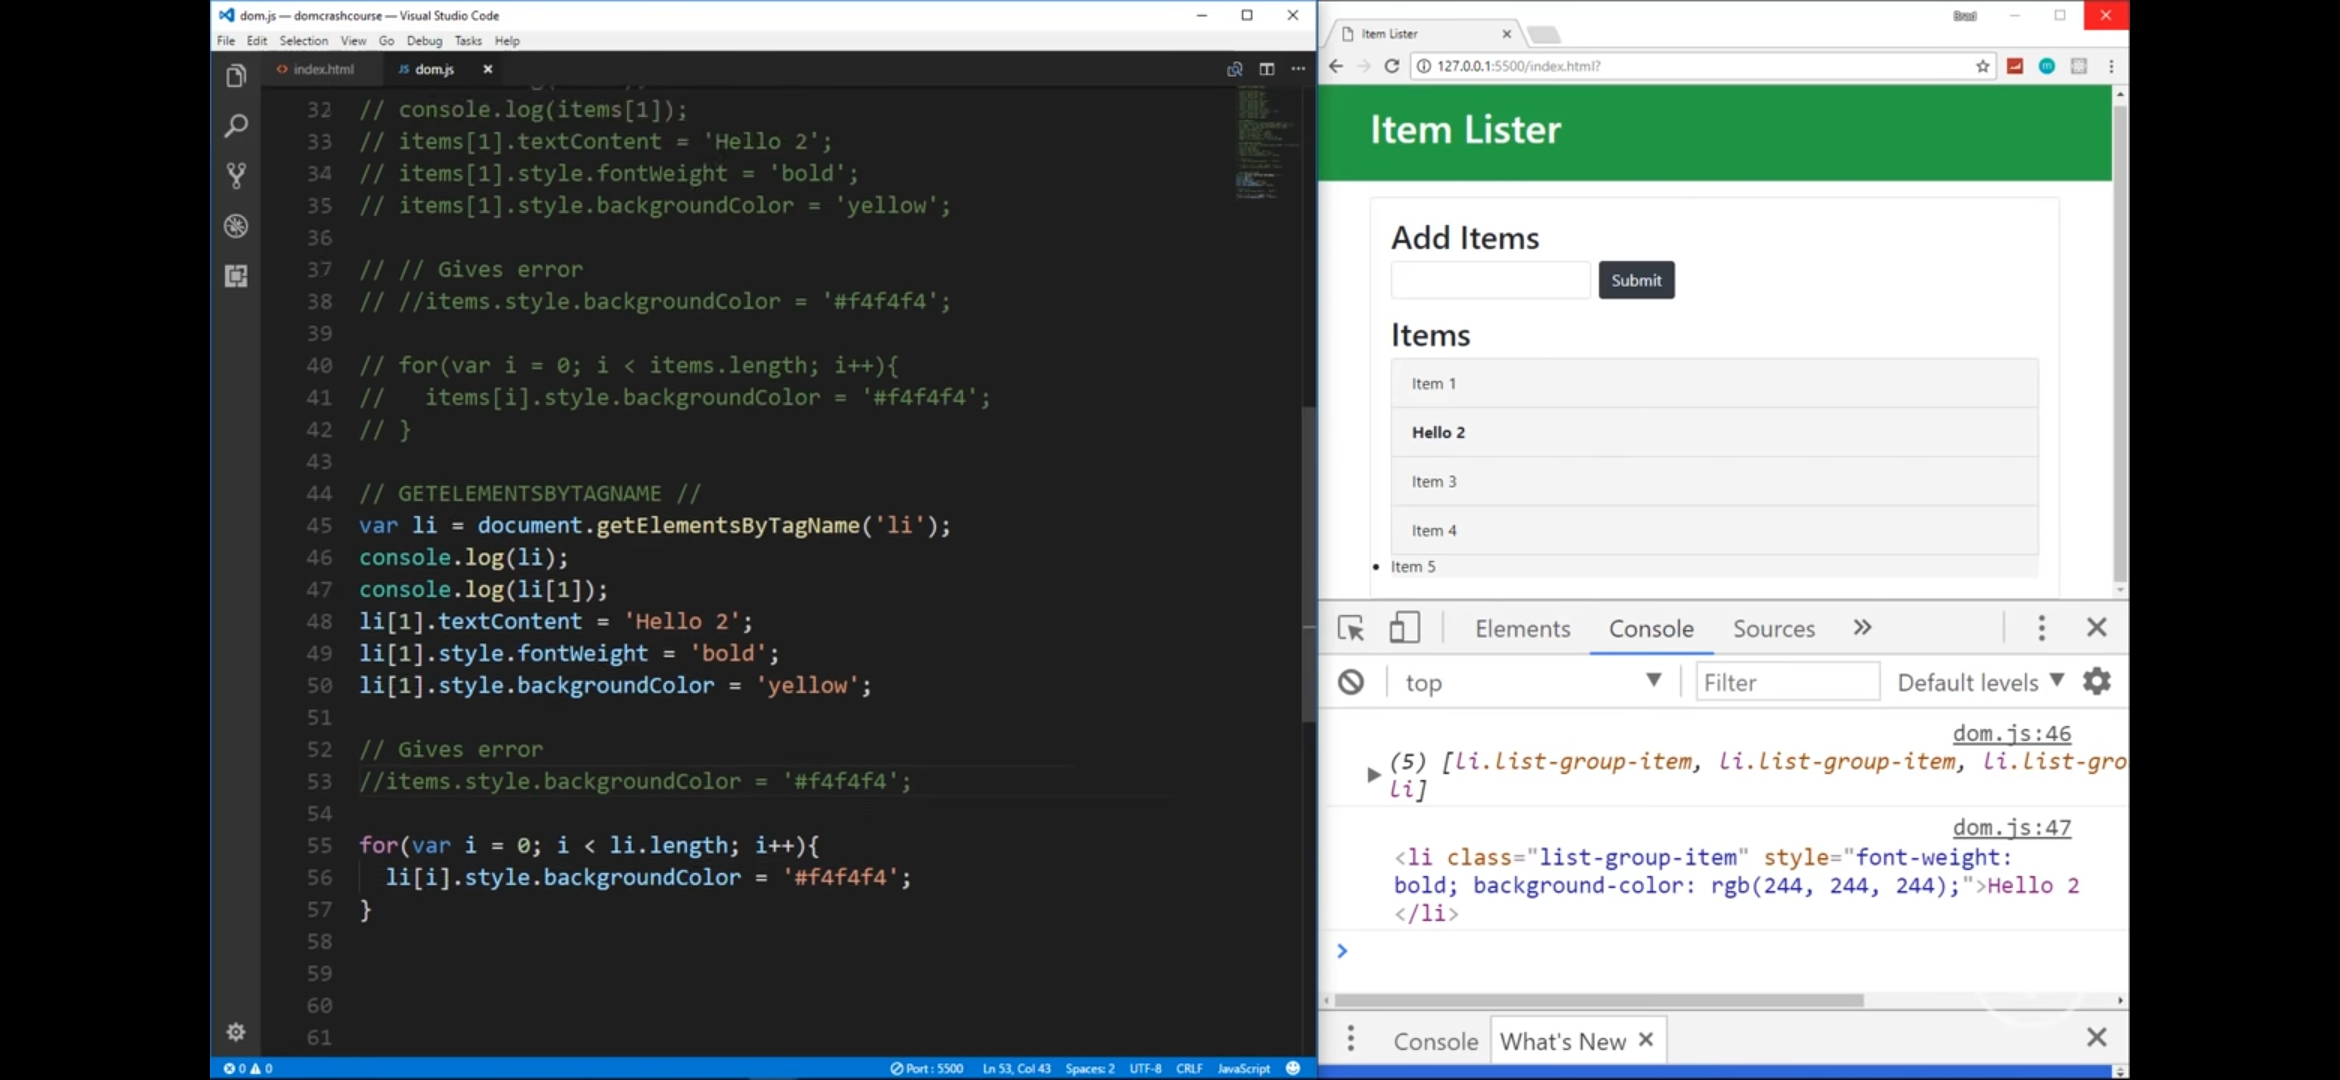 dom.js — domcrashcourse — Visual Studio Code
File Edit Selection View Go Debug Tasks Help
index.html
JS dom.js
32 // console.log(items[1]);
33 // items[1].textContent = 'Hello 2';
34 // items[1].style.fontWeight = 'bold';
35 // items[1].style.backgroundColor = 'yellow';
36
37 // // Gives error
38 // //items.style.backgroundColor = '#f4f4f4';
39
40 // for(var i = 0; i < items.length; i++){
41 //   items[i].style.backgroundColor = '#f4f4f4';
42 // }
43
44 // GETELEMENTSBYTAGNAME //
45 var li = document.getElementsByTagName('li');
46 console.log(li);
47 console.log(li[1]);
48 li[1].textContent = 'Hello 2';
49 li[1].style.fontWeight = 'bold';
50 li[1].style.backgroundColor = 'yellow';
51
52 // Gives error
53 //items.style.backgroundColor = '#f4f4f4';
54
55 for(var i = 0; i < li.length; i++){
56   li[i].style.backgroundColor = '#f4f4f4';
57 }
58
59
60
61
0 0
Port : 5500 Ln 53, Col 43 Spaces: 2 UTF-8 CRLF JavaScript
Item Lister
Brad
127.0.0.1:5500/index.html?
Item Lister
Add Items
Submit
Items
Item 1
Hello 2
Item 3
Item 4
• Item 5
Elements Console Sources »
top Filter Default levels
dom.js:46
(5) [li.list-group-item, li.list-group-item, li.list-gro
li]
dom.js:47
<li class="list-group-item" style="font-weight:
bold; background-color: rgb(244, 244, 244);">Hello 2
</li>
>
Console What's New